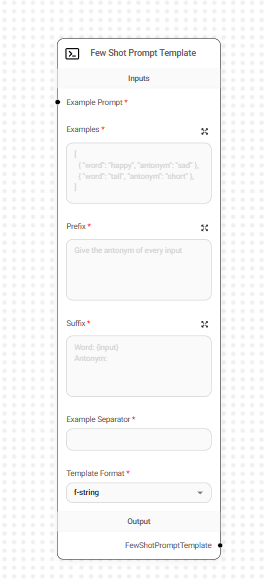 Few Shot Prompt Template
Inputs
Example Prompt *
Examples *
[
{ "word": "happy", "antonym": "sad" },
{ "word": "tall", "antonym": "short" },
]
Prefix *
Give the antonym of every input
Suffix *
Word: {input}
Antonym:
Example Separator *
Template Format *
f-string
Output
FewShotPromptTemplate